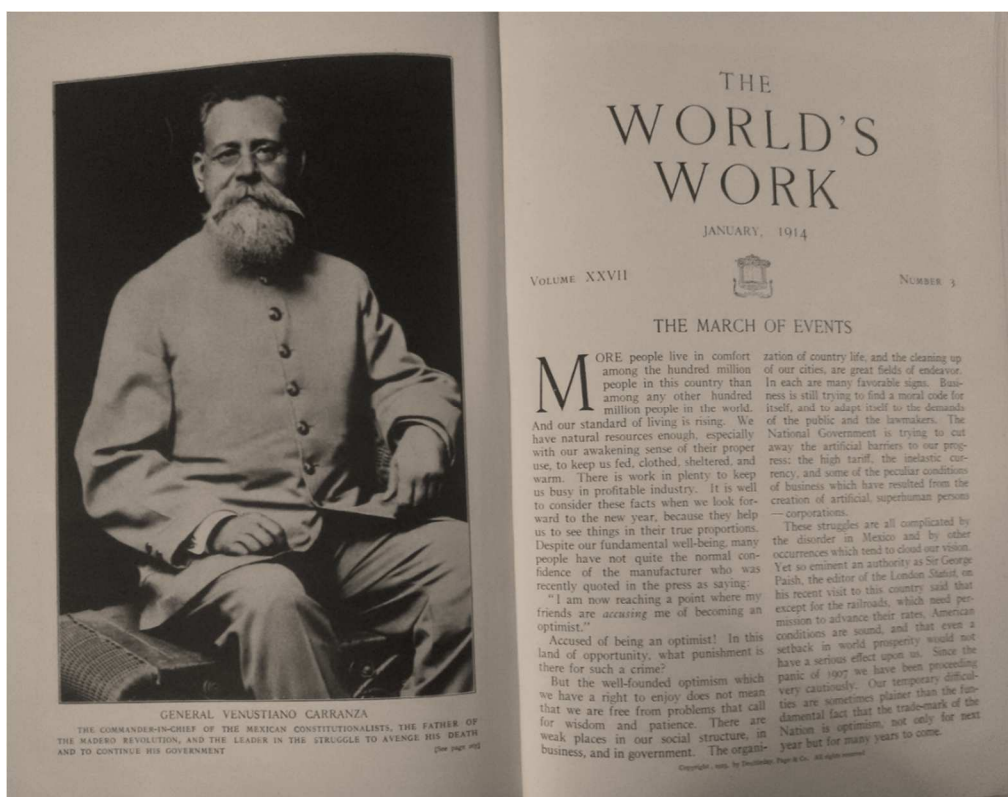 GENERAL VENUSTIANO CARRANZA
THE COMMANDER-IN-CHIEF OF THE MEXICAN CONSTITUTIONALISTS, THE FATHER OF
THE MADERO REVOLUTION, AND THE LEADER IN THE STRUGGLE TO AVENGE HIS DEATH
AND TO CONTINUE HIS GOVERNMENT
[See page
THE
WORLD'S
WORK
JANUARY, 1914
VOLUME XXVII
NUMBER 3
THE MARCH OF EVENTS
MORE people live in comfort
among the hundred million
people in this country than
among any other hundred
million people in the world.
And our standard of living is rising. We
have natural resources enough, especially
with our awakening sense of their proper
use, to keep us fed, clothed, sheltered, and
warm. There is work in plenty to keep
us busy in profitable industry. It is well
to consider these facts when we look for-
ward to the new year, because they help
us to see things in their true proportions.
Despite our fundamental well-being, many
people have not quite the normal con-
fidence of the manufacturer who was
recently quoted in the press as saying:
"I am now reaching a point where my
friends are accusing me of becoming an
optimist."
Accused of being an optimist! In this
land of opportunity, what punishment is
there for such a crime?
But the well-founded optimism which
we have a right to enjoy does not mean
that we are free from problems that call
for wisdom and patience. There are
weak places in our social structure, in
business, and in government. The organi-
zation of country life, and the cleaning up
of our cities, are great fields of endeavor.
In each are many favorable signs. Busi-
ness is still trying to find a moral code for
itself, and to adapt itself to the demands
of the public and the lawmakers. The
National Government is trying to cut
away the artificial barriers to our prog-
ress: the high tariff, the inelastic cur-
rency, and some of the peculiar conditions
of business which have resulted from the
creation of artificial, superhuman persons
—corporations.
These struggles are all complicated by
the disorder in Mexico and by other
occurrences which tend to cloud our vision.
Yet so eminent an authority as Sir George
Paish, the editor of the London Statist, on
his recent visit to this country said that
except for the railroads, which need per-
mission to advance their rates, American
conditions are sound, and that even a
setback in world prosperity would not
have a serious effect upon us. Since the
panic of 1907 we have been proceeding
very cautiously. Our temporary difficul-
ties are sometimes plainer than the fun-
damental fact that the trade-mark of the
Nation is optimism, not only for next
year but for many years to come.
Copyright, 1913, by Doubleday, Page & Co. All rights reserved